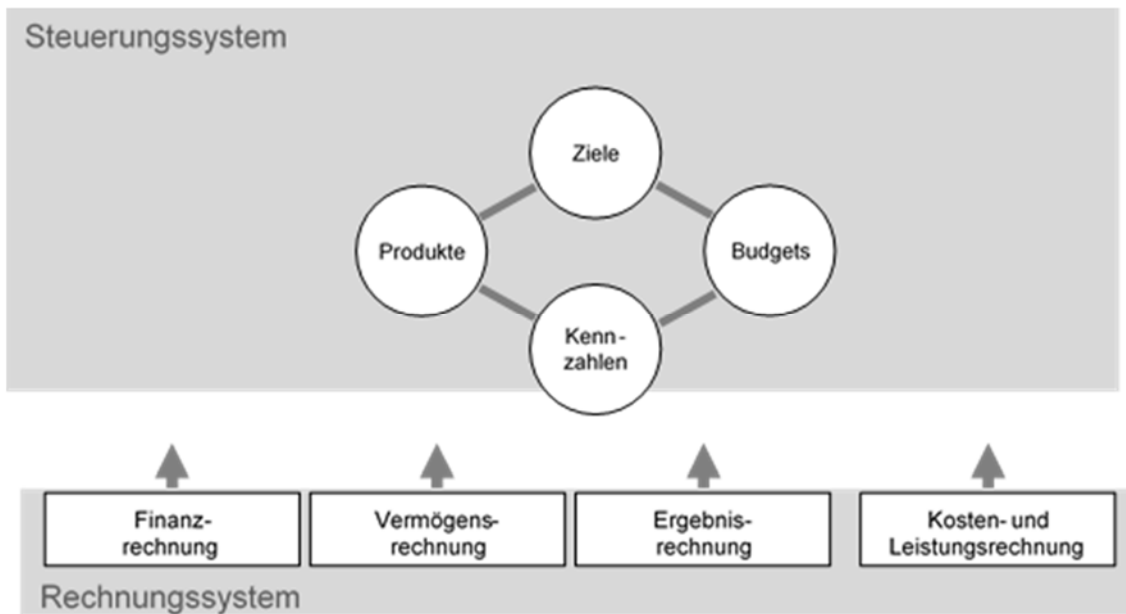 Steuerungssystem
Ziele
Produkte
Budgets
Kenn-
zahlen
Finanz-
rechnung
Vermögens-
rechnung
Ergebnis-
rechnung
Kosten- und
Leistungsrechnung
Rechnungssystem